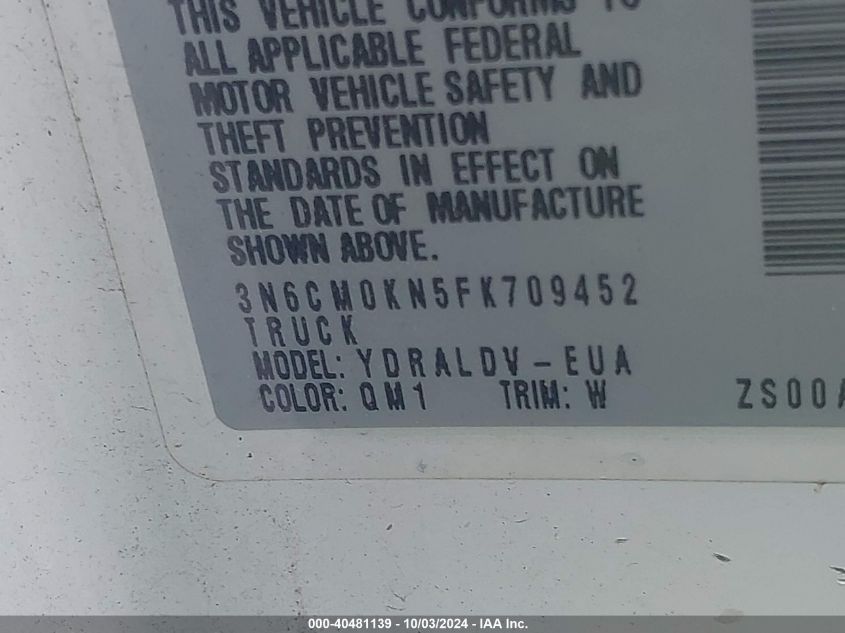 THIS VEHICLE CONFORMS TO
ALL APPLICABLE FEDERAL
MOTOR VEHICLE SAFETY AND
THEFT PREVENTION
STANDARDS IN EFFECT ON
THE DATE OF MANUFACTURE
SHOWN ABOVE.
3N6CM0KN5FK709452
TRUCK
MODEL: YDRALDV-EUA
COLOR: QM1 TRIM: W ZS00A
000-40481139 - 10/03/2024 - IAA Inc.